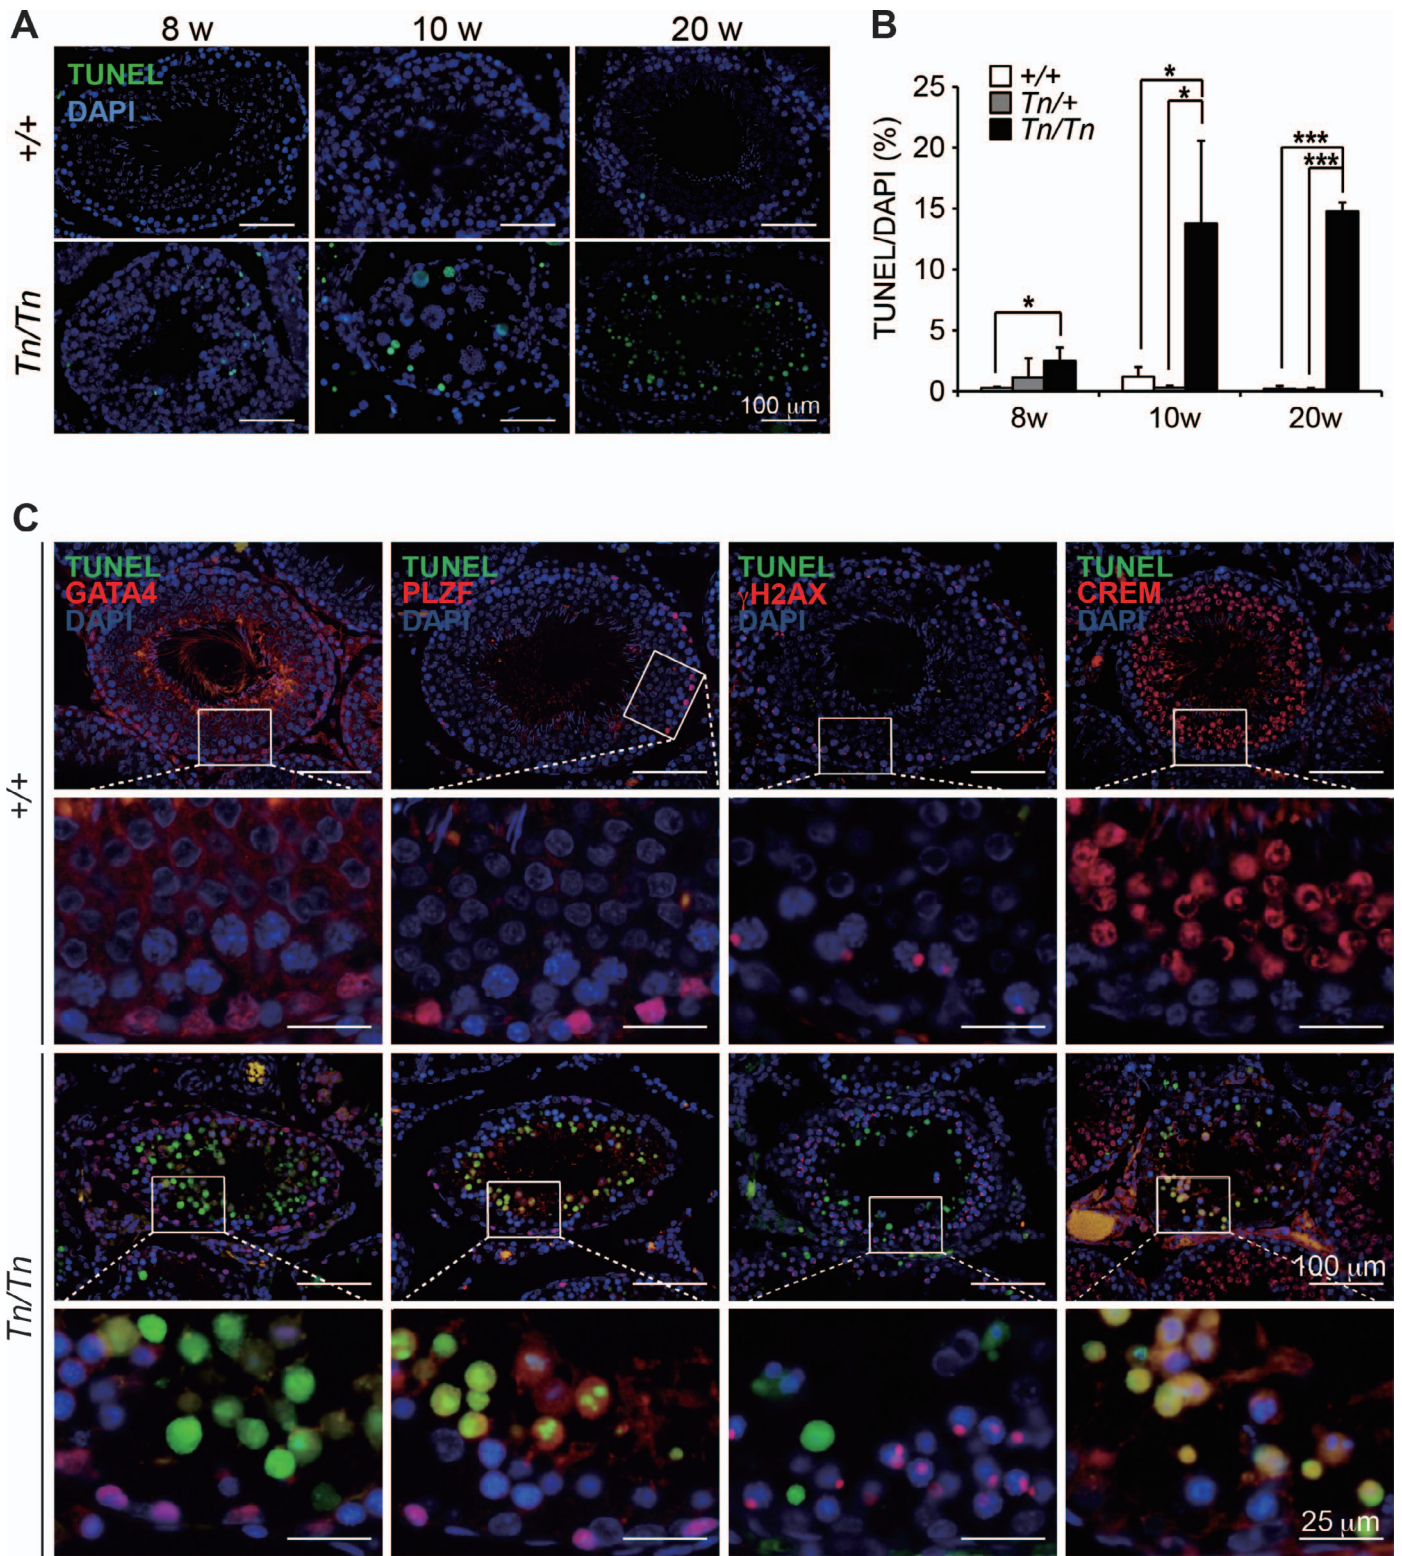 A
8 w
10 w
20 w
TUNEL
DAPI
+/+
Tn/Tn
100 μm
B
+/+
Tn/+
Tn/Tn
TUNEL/DAPI (%)
25
20
15
10
5
0
*
*
*
***
***
8w
10w
20w
C
TUNEL
GATA4
DAPI
TUNEL
PLZF
DAPI
TUNEL
γH2AX
DAPI
TUNEL
CREM
DAPI
+/+
Tn/Tn
100 μm
25 μm